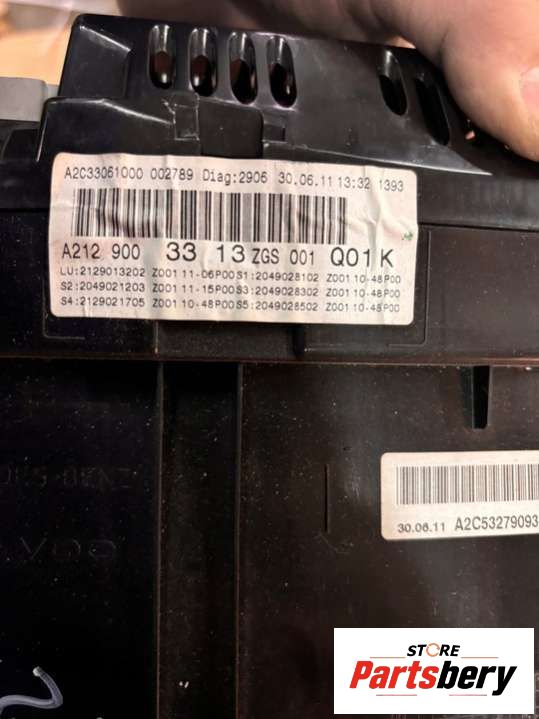 A2C33061000 002789 Diag:2906 30.06.11 13:32 1393
A212 900 33 13 ZGS 001 Q01 K
LU:2129013202 Z001 11-06P00 S1:2049028102 Z001 10-48P00
S2:2049021203 Z001 11-15P00 S3:2049028302 Z001 10-48P00
S4:2129021705 Z001 10-48P00 S5:2049028502 Z001 10-48P00
VDO
30.06.11 A2C53279093
STORE
Partsbery